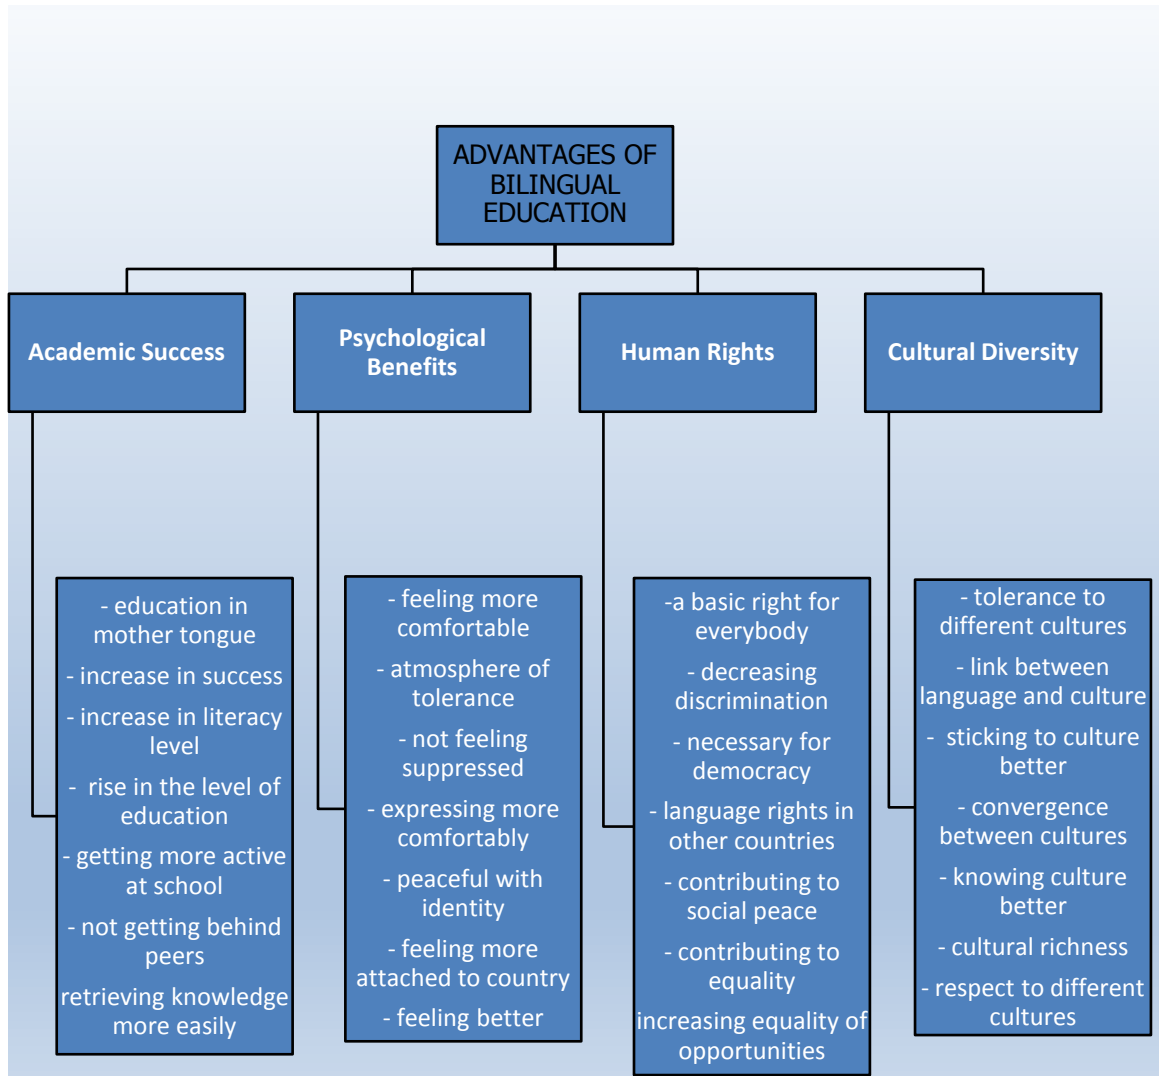 ADVANTAGES OF
BILINGUAL
EDUCATION
Academic Success
Psychological
Benefits
Human Rights
Cultural Diversity
- education in
mother tongue
- increase in success
- increase in literacy
level
- rise in the level of
education
- getting more active
at school
- not getting behind
peers
retrieving knowledge
more easily
- feeling more
comfortable
- atmosphere of
tolerance
- not feeling
suppressed
- expressing more
comfortably
- peaceful with
identity
- feeling more
attached to country
- feeling better
-a basic right for
everybody
- decreasing
discrimination
- necessary for
democracy
- language rights in
other countries
- contributing to
social peace
- contributing to
equality
increasing equality of
opportunities
- tolerance to
different cultures
- link between
language and culture
- sticking to culture
better
- convergence
between cultures
- knowing culture
better
- cultural richness
- respect to different
cultures